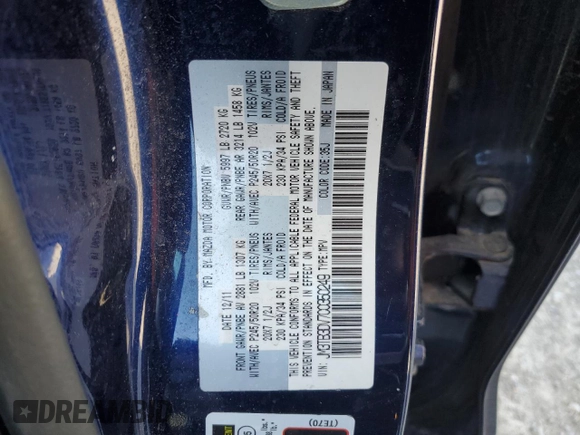 MFD. BY: MAZDA MOTOR CORPORATION
DATE 12/11 GVWR/PNBV 5997 LB (2720 KG)
FRONT GAWR/PNBE AV 2881 LB 1307 KG REAR GAWR/PNBE AR 3214 LB 1458 KG
WITH/AVEC P245/50R20 102V TIRES/PNEUS WITH/AVEC P245/50R20 102V TIRES/PNEUS
20X7 1/2J RIMS/JANTES 20X7 1/2J RIMS/JANTES
230 KPA/34 PSI COLD/A FROID 230 KPA/34 PSI COLD/A FROID
THIS VEHICLE CONFORMS TO ALL APPLICABLE FEDERAL MOTOR VEHICLE SAFETY AND THEFT
PREVENTION STANDARDS IN EFFECT ON THE DATE OF MANUFACTURE SHOWN ABOVE.
VIN: TYPE: MPV COLOR CODE: 35J MADE IN JAPAN
(TE70)
DREAMBID